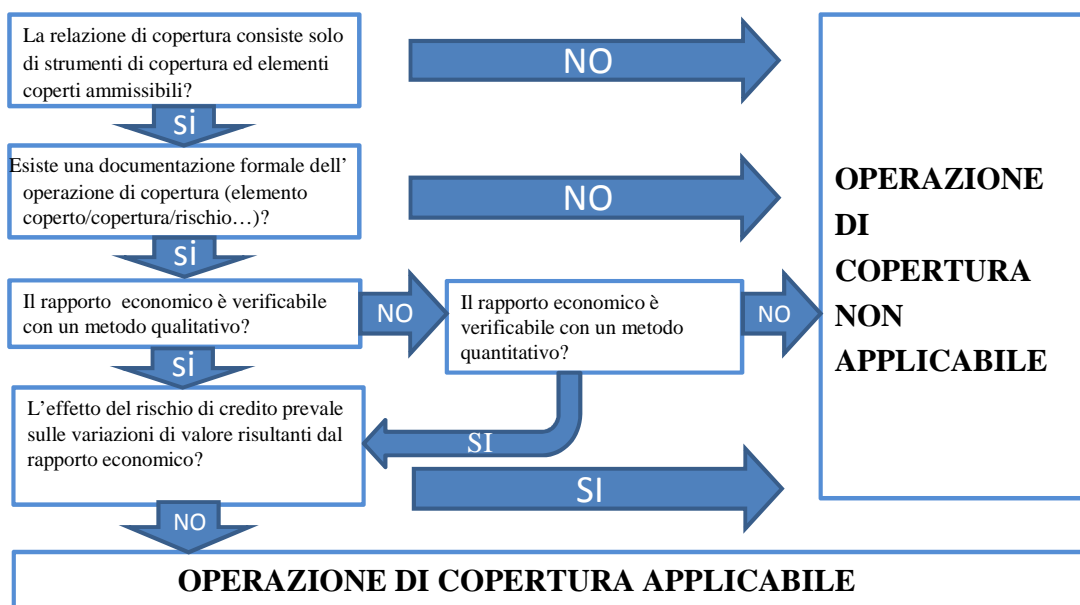 La relazione di copertura consiste solo
di strumenti di copertura ed elementi
coperti ammissibili?
NO
si
Esiste una documentazione formale dell’
operazione di copertura (elemento
coperto/copertura/rischio…)?
NO
si
Il rapporto economico è verificabile
con un metodo qualitativo?
NO
Il rapporto economico è
verificabile con un metodo
quantitativo?
NO
si
L’effetto del rischio di credito prevale
sulle variazioni di valore risultanti dal
rapporto economico?
SI
SI
NO
OPERAZIONE
DI
COPERTURA
NON
APPLICABILE
OPERAZIONE DI COPERTURA APPLICABILE